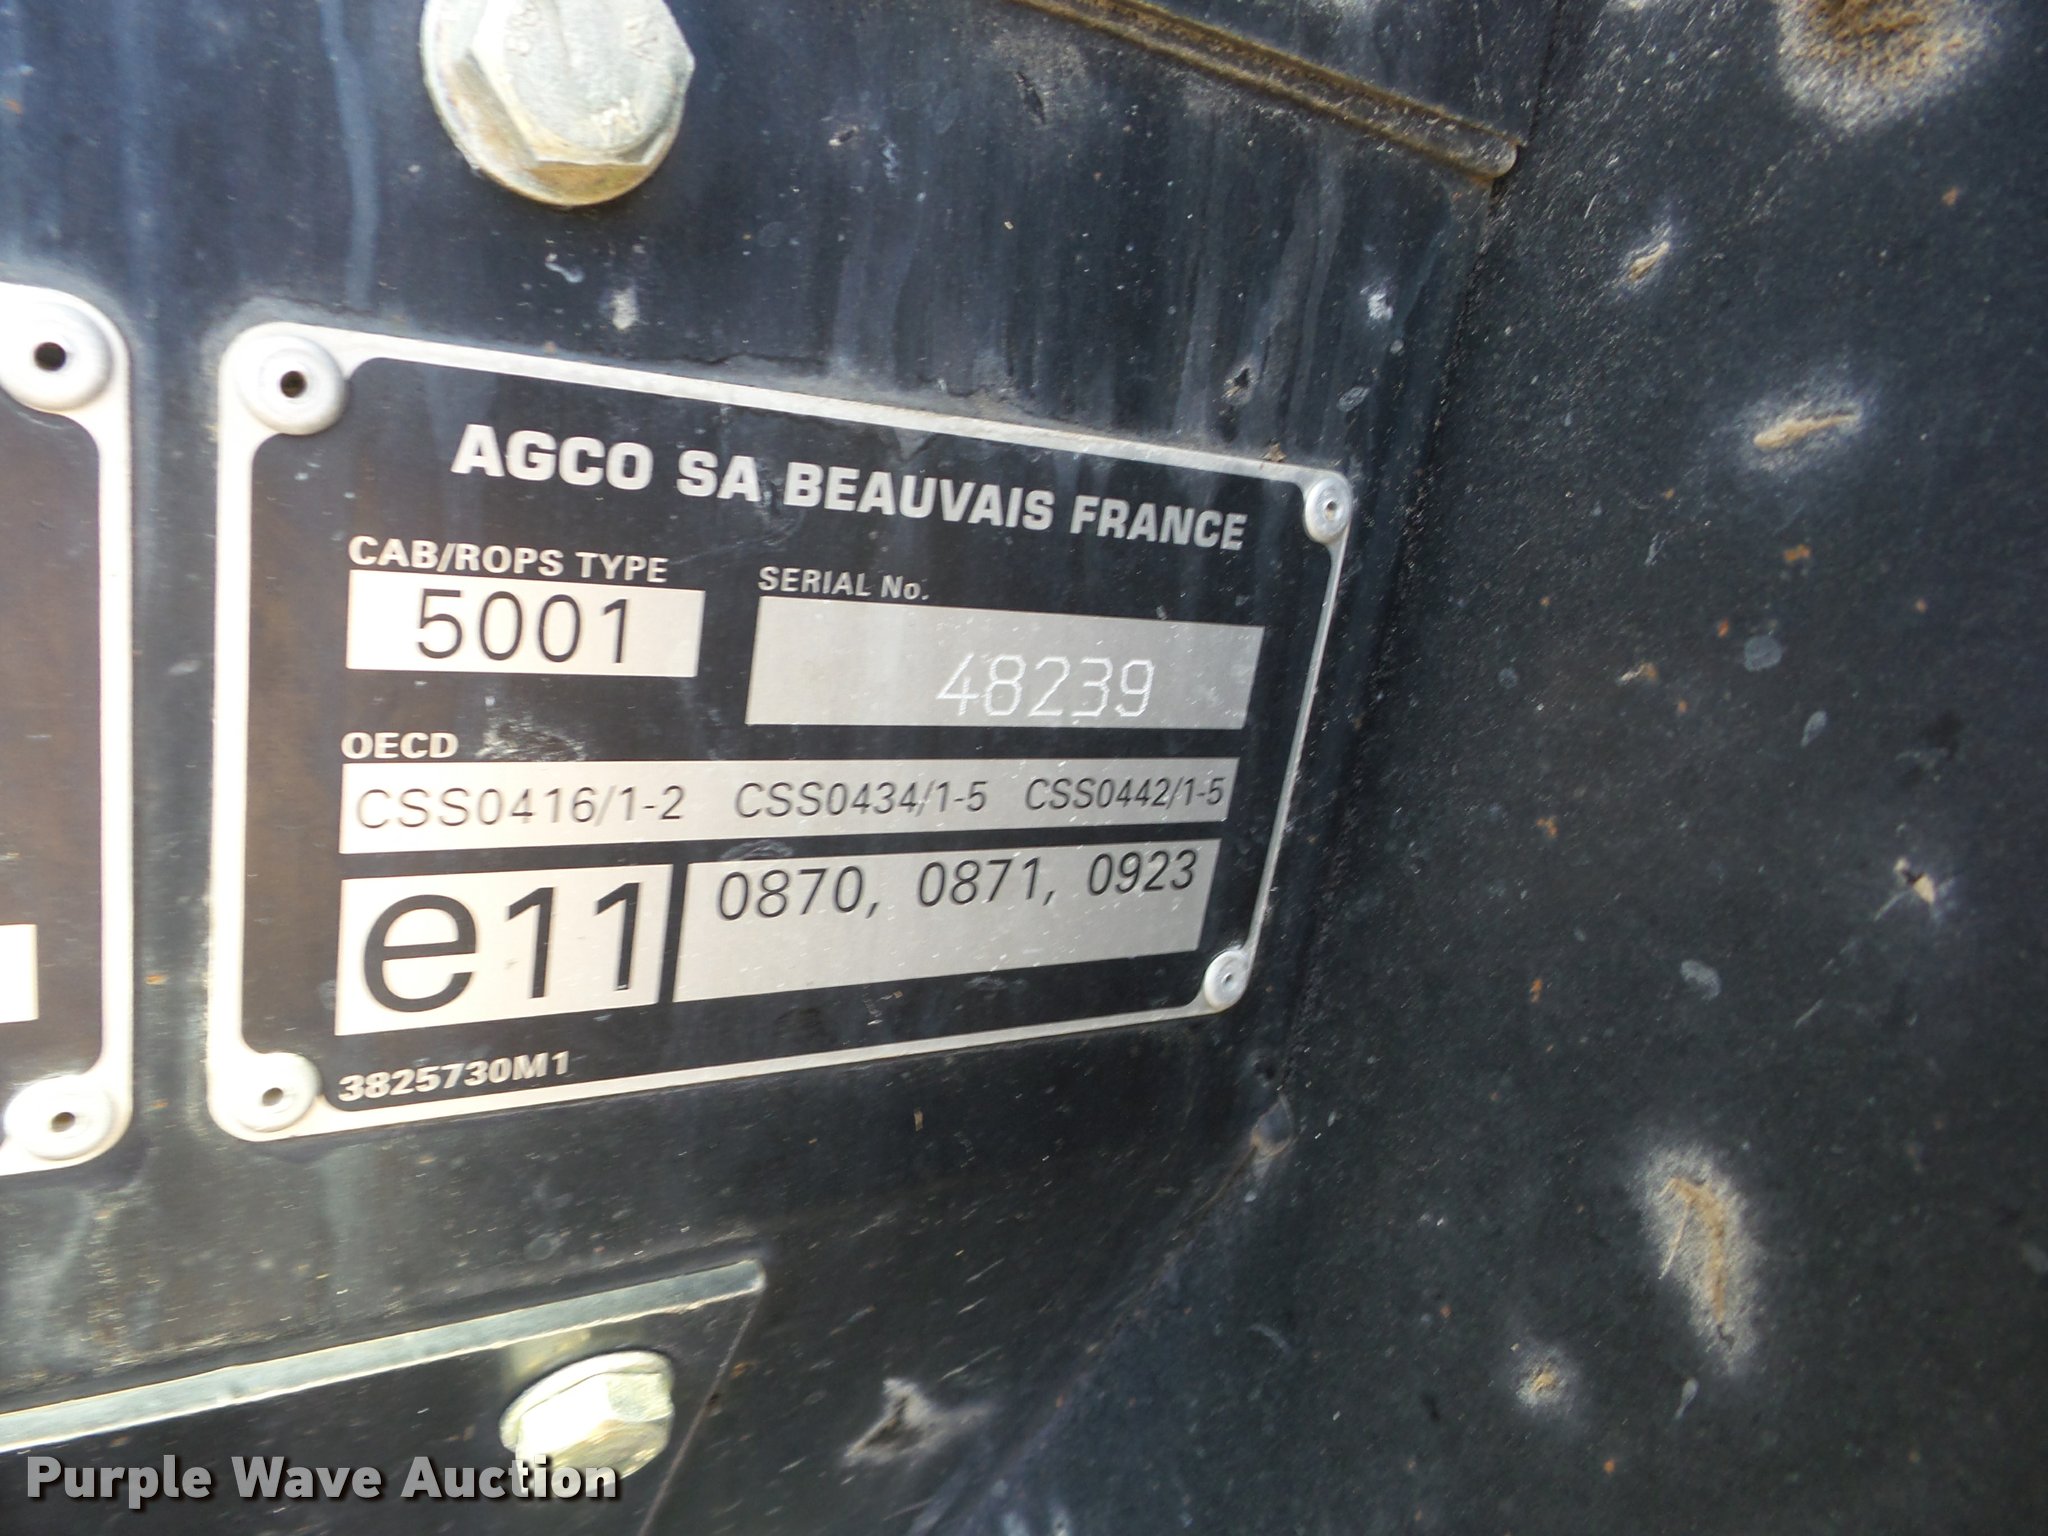 AGCO SA BEAUVAIS FRANCE
CAB/ROPS TYPE
5001
SERIAL No.
48239
OECD
CSS0416/1-2 CSS0434/1-5 CSS0442/1-5
e11
0870, 0871, 0923
3825730M1
Purple Wave Auction